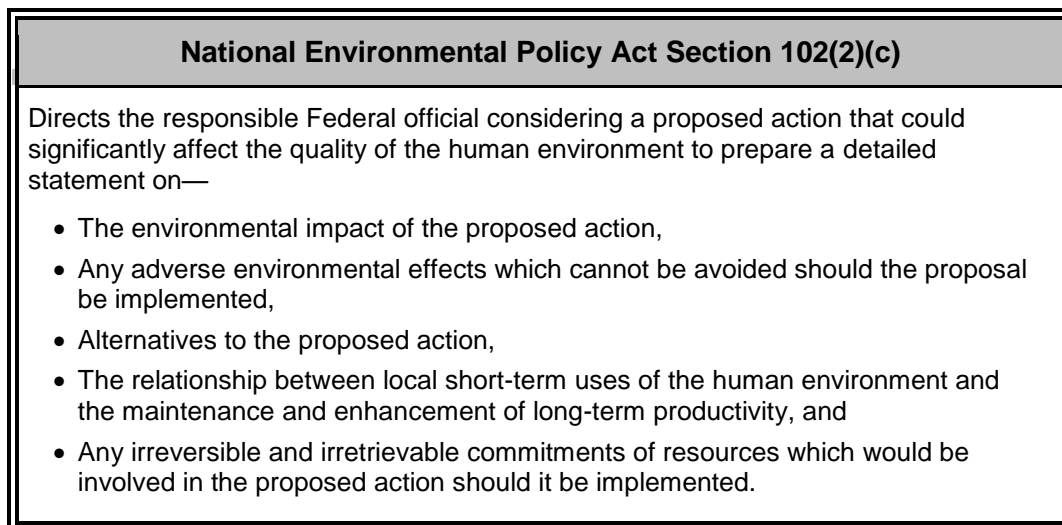 National Environmental Policy Act Section 102(2)(c)
Directs the responsible Federal official considering a proposed action that could
significantly affect the quality of the human environment to prepare a detailed
statement on—
• The environmental impact of the proposed action,
• Any adverse environmental effects which cannot be avoided should the proposal
be implemented,
• Alternatives to the proposed action,
• The relationship between local short-term uses of the human environment and
the maintenance and enhancement of long-term productivity, and
• Any irreversible and irretrievable commitments of resources which would be
involved in the proposed action should it be implemented.